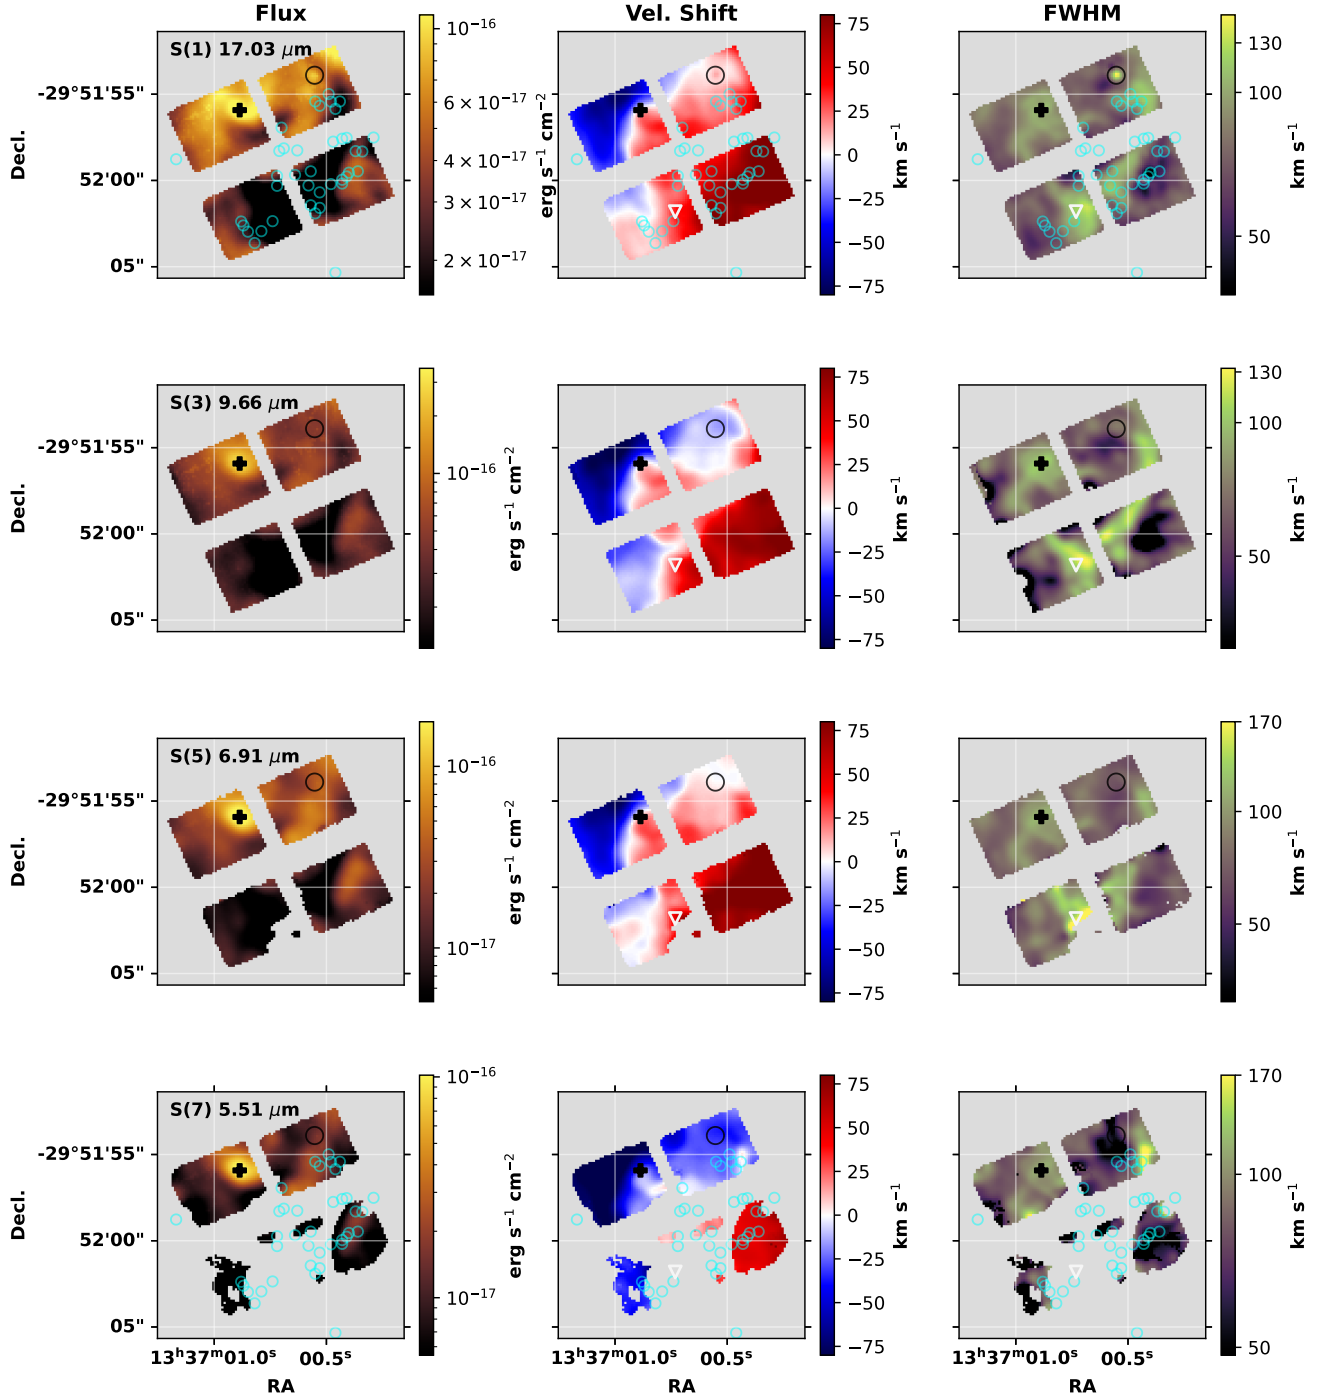 Flux Vel. Shift FWHM
S(1) 17.03 μm
Decl.
-29°51'55"
52'00"
05"
10⁻¹⁶
6 × 10⁻¹⁷
4 × 10⁻¹⁷
3 × 10⁻¹⁷
2 × 10⁻¹⁷
erg s⁻¹ cm⁻²
75
50
25
0
−25
−50
−75
km s⁻¹
130
100
50
km s⁻¹
S(3) 9.66 μm
Decl.
-29°51'55"
52'00"
05"
10⁻¹⁶
erg s⁻¹ cm⁻²
75
50
25
0
−25
−50
−75
km s⁻¹
130
100
50
km s⁻¹
S(5) 6.91 μm
Decl.
-29°51'55"
52'00"
05"
10⁻¹⁶
10⁻¹⁷
erg s⁻¹ cm⁻²
75
50
25
0
−25
−50
−75
km s⁻¹
170
100
50
km s⁻¹
S(7) 5.51 μm
Decl.
-29°51'55"
52'00"
05"
10⁻¹⁶
10⁻¹⁷
erg s⁻¹ cm⁻²
75
50
25
0
−25
−50
−75
km s⁻¹
170
100
50
km s⁻¹
13ʰ37ᵐ01.0ˢ 00.5ˢ 13ʰ37ᵐ01.0ˢ 00.5ˢ 13ʰ37ᵐ01.0ˢ 00.5ˢ
RA RA RA